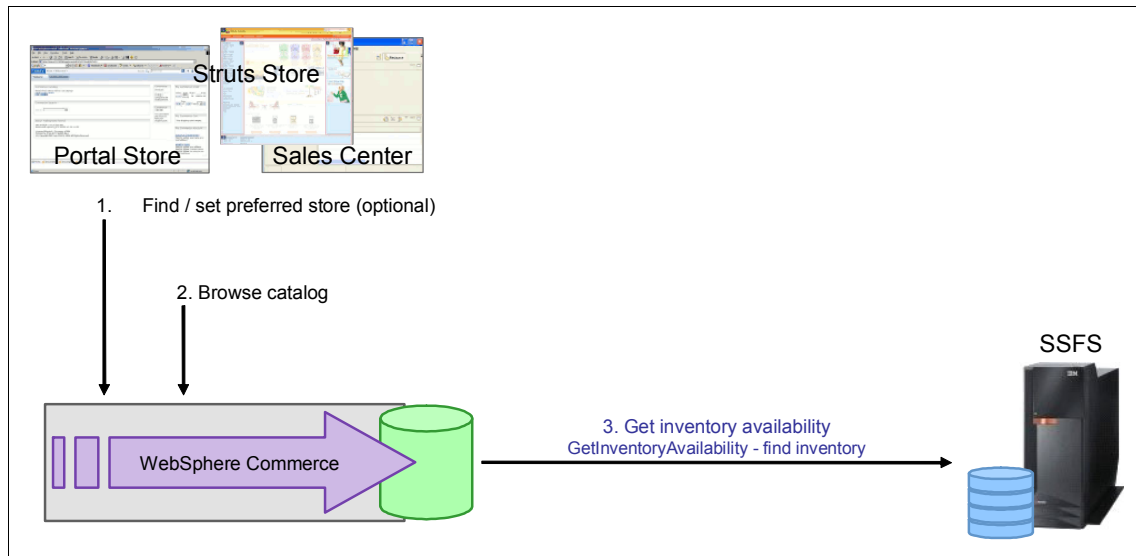 Struts Store
Portal Store
Sales Center
1. Find / set preferred store (optional)
2. Browse catalog
SSFS
IBM
3. Get inventory availability
GetInventoryAvailability - find inventory
WebSphere Commerce